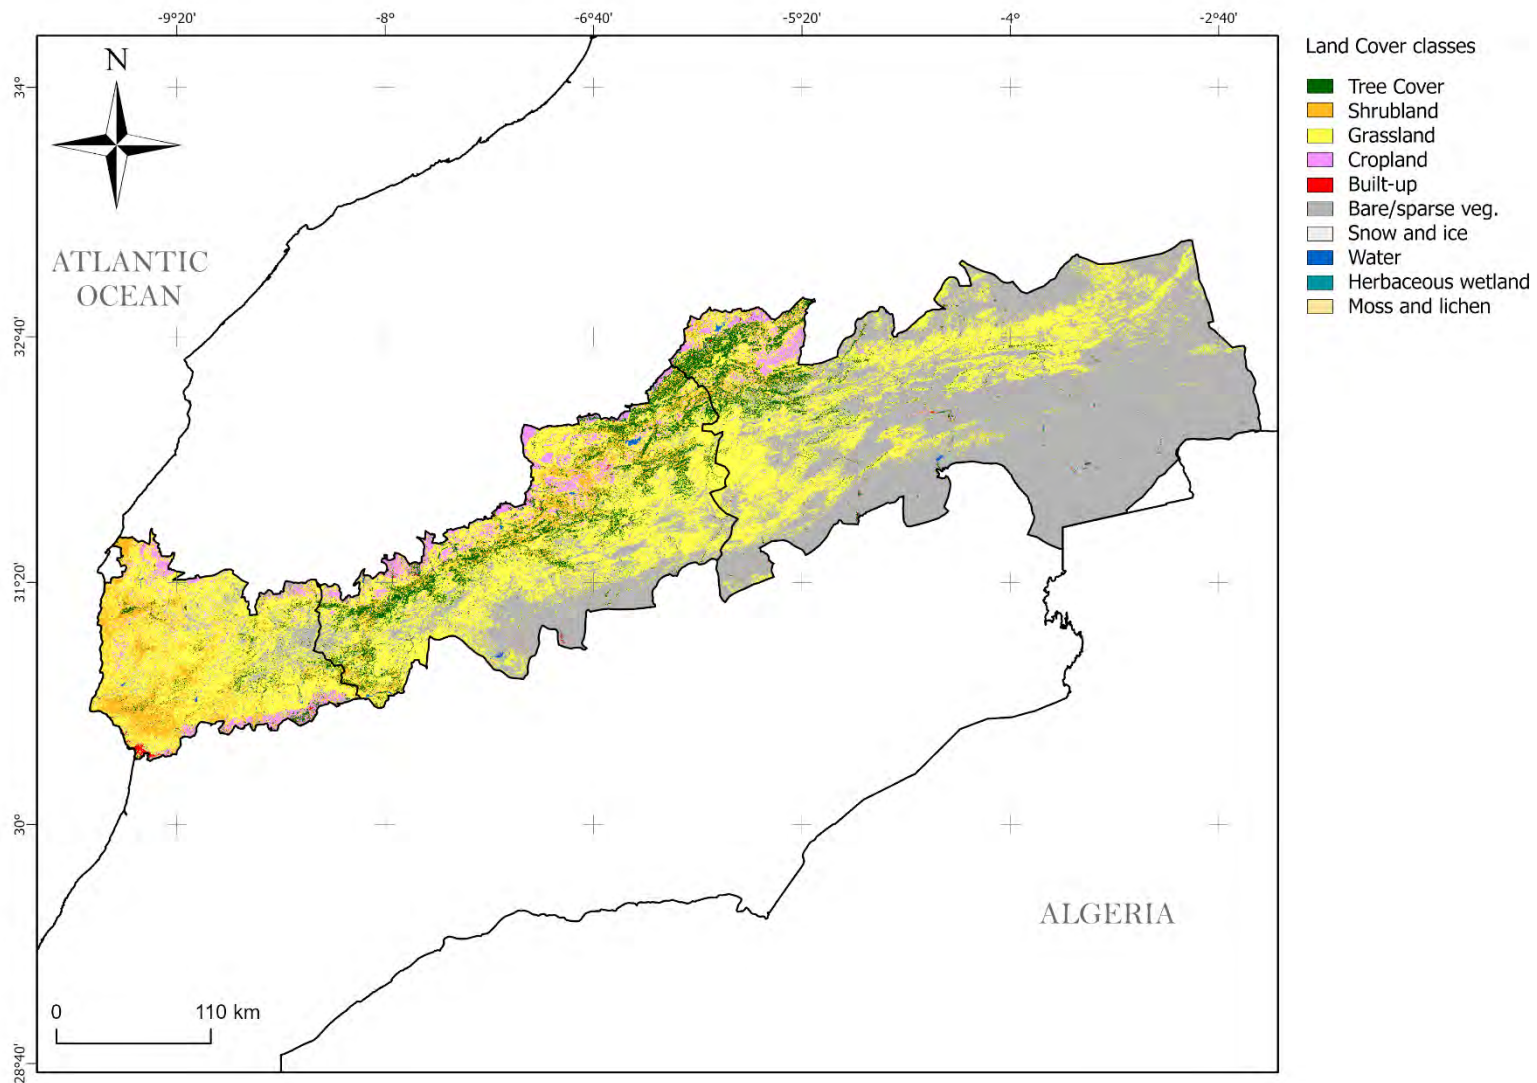 -9°20'
-8°
-6°40'
-5°20'
-4°
-2°40'
Land Cover classes
N
34°
Tree Cover
Shrubland
Grassland
Cropland
Built-up
Bare/sparse veg.
Snow and ice
Water
Herbaceous wetland
Moss and lichen
ATLANTIC
OCEAN
32°40'
31°20'
30°
ALGERIA
0
110 km
28°40'